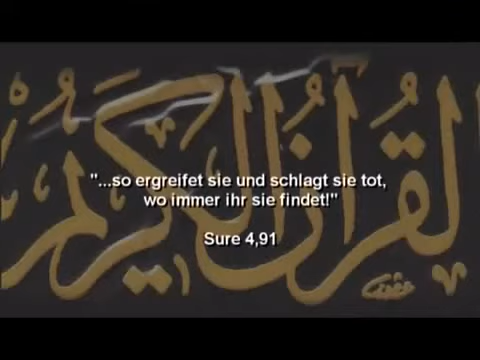 القرآن الكريم
"...so ergreifet sie und schlagt sie tot,
wo immer ihr sie findet!"
Sure 4,91